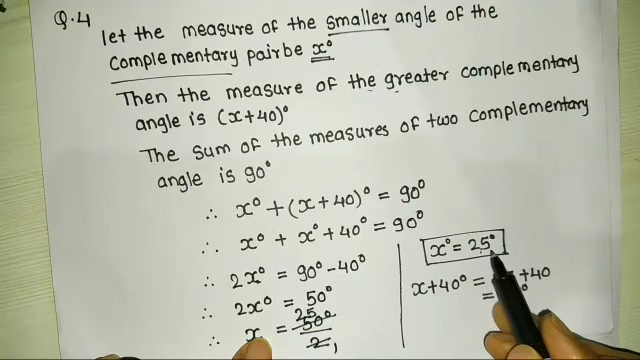 Q.4
let the measure of the smaller angle of the
complementary pair be x°
Then the measure of the greater complementary
angle is (x+40)°
The sum of the measures of two complementary
angle is 90°
∴ x° + (x+40)° = 90°
∴ x° + x° + 40° = 90°
∴ 2x° = 90° - 40°
∴ 2x° = 50°
∴ x = 50°/2,
25
x° = 25°
x+40° = +40
= °